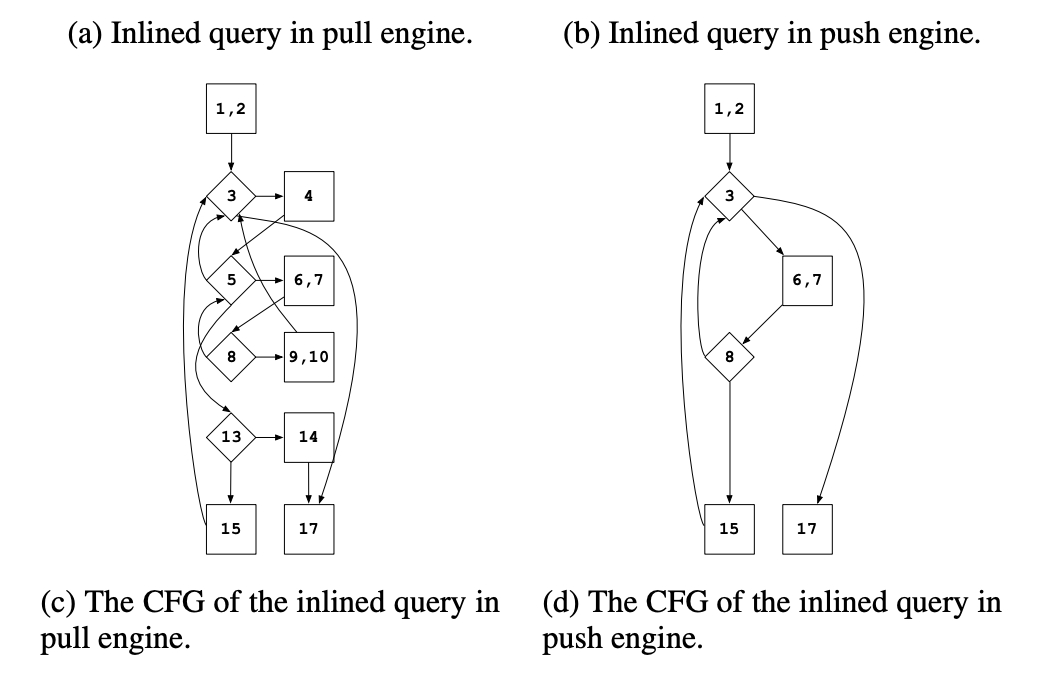 (a) Inlined query in pull engine.
(b) Inlined query in push engine.
1,2
3
4
5
6,7
8
9,10
13
14
15
17
1,2
3
6,7
8
15
17
(c) The CFG of the inlined query in
pull engine.
(d) The CFG of the inlined query in
push engine.